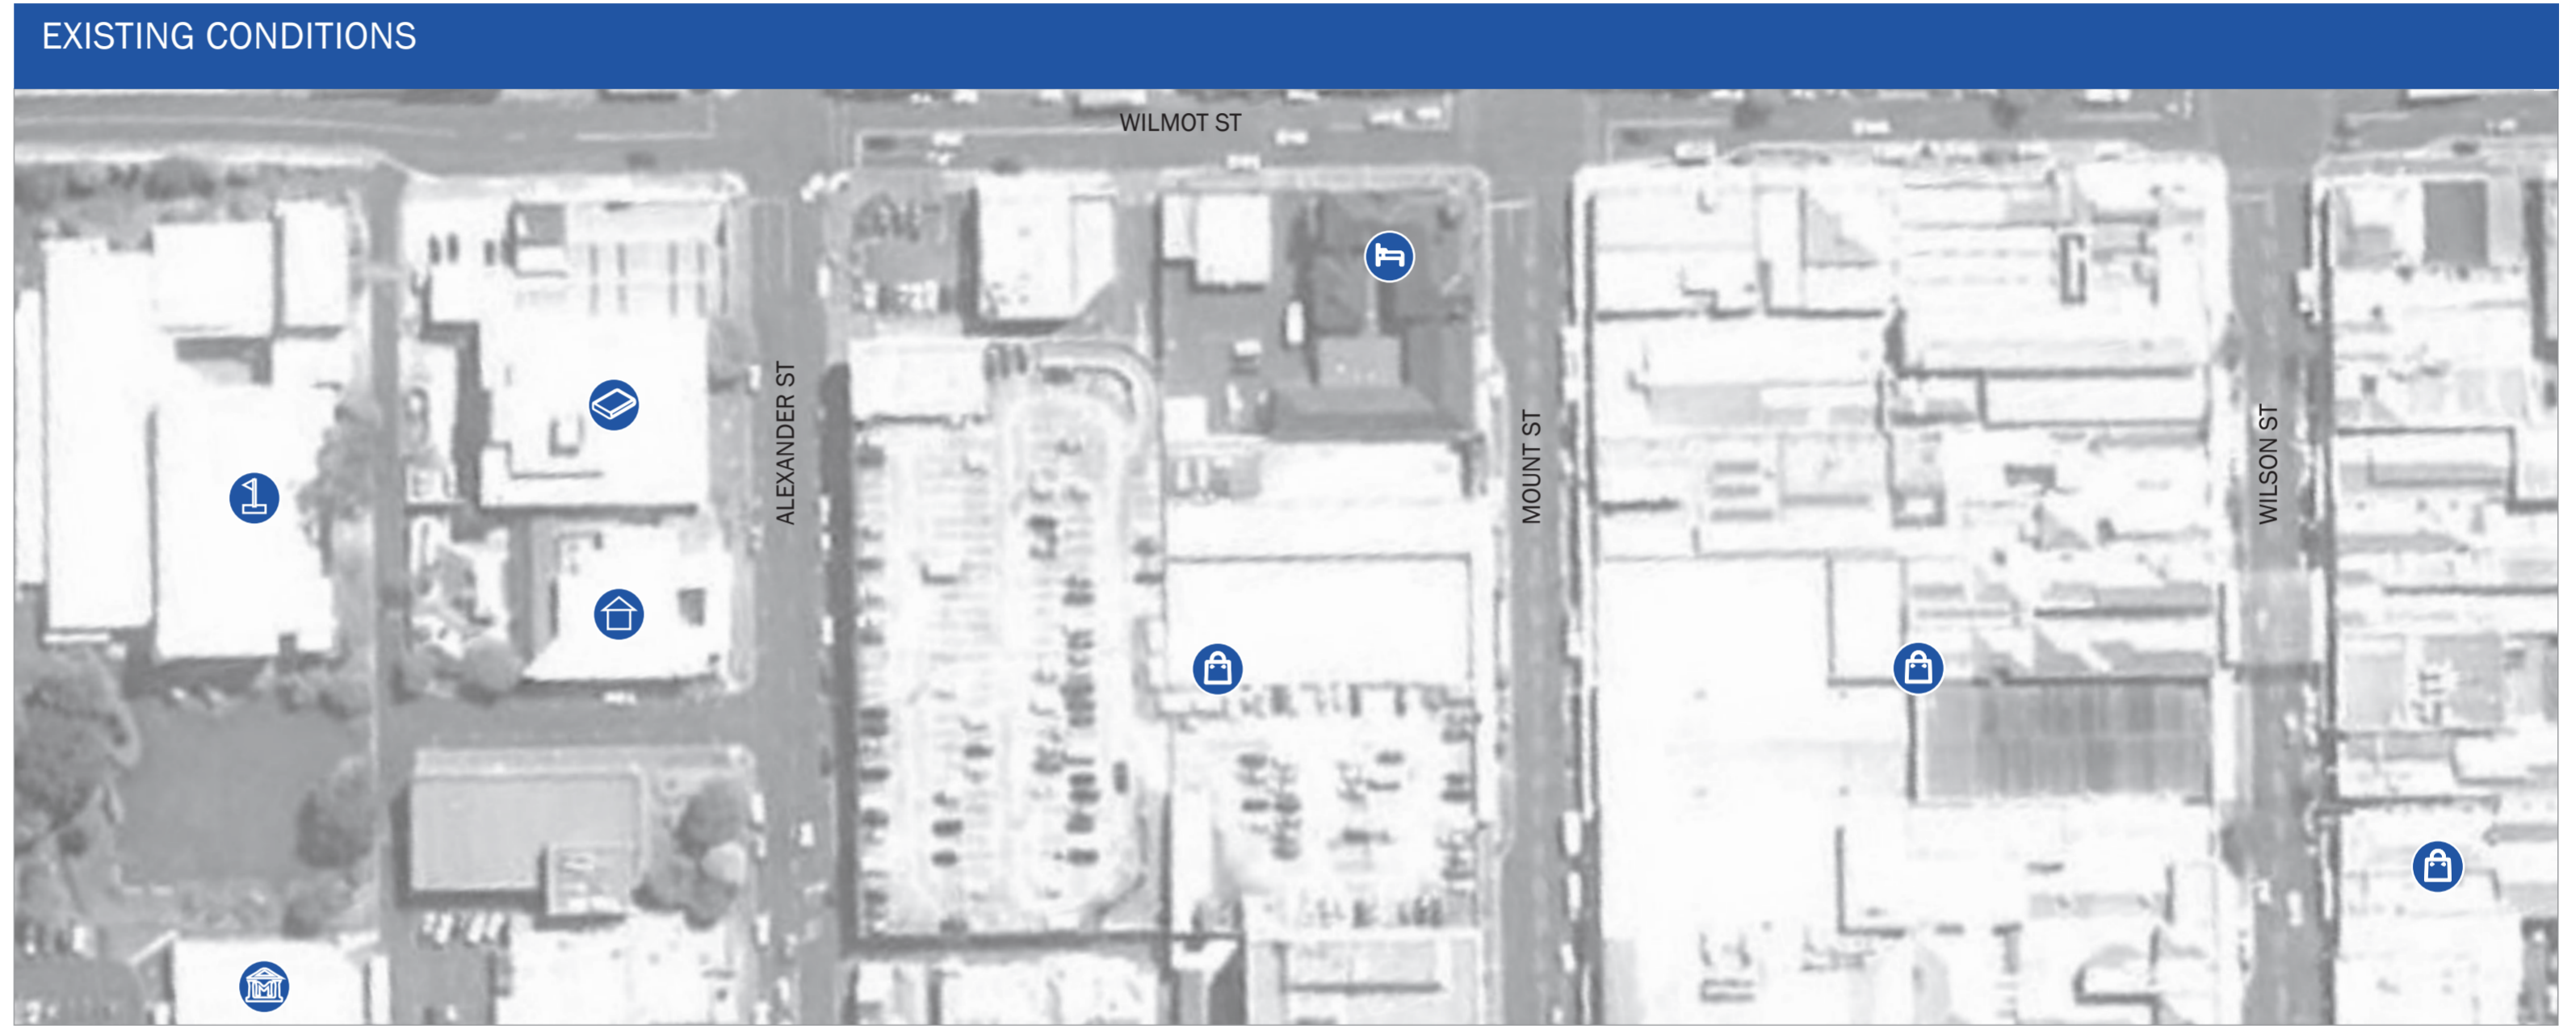 EXISTING CONDITIONS
WILMOT ST
ALEXANDER ST
MOUNT ST
WILSON ST